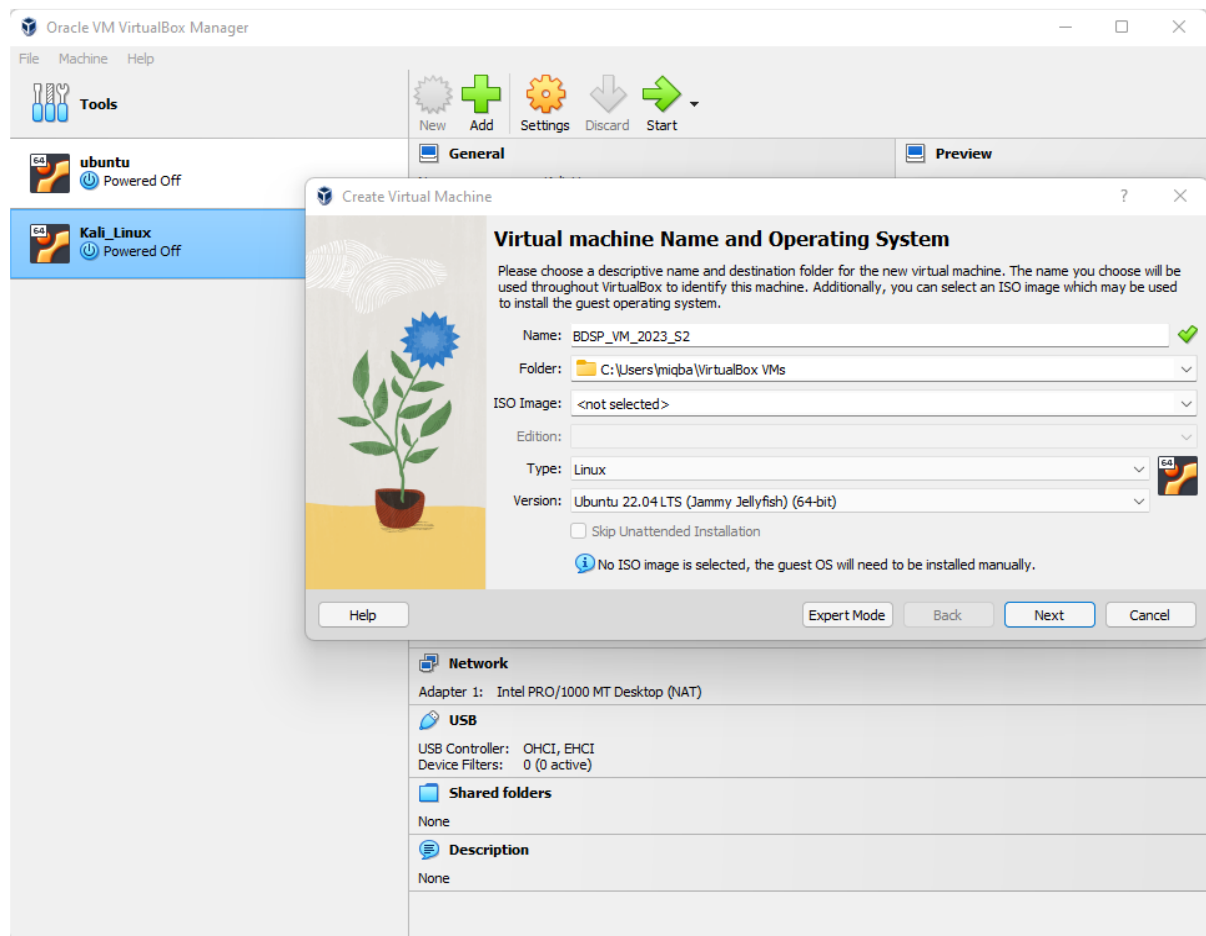 Oracle VM VirtualBox Manager
File Machine Help
Tools
New Add Settings Discard Start
64
ubuntu
Powered Off
64
Kali_Linux
Powered Off
General
Preview
Create Virtual Machine
?
Virtual machine Name and Operating System
Please choose a descriptive name and destination folder for the new virtual machine. The name you choose will be
used throughout VirtualBox to identify this machine. Additionally, you can select an ISO image which may be used
to install the guest operating system.
Name: BDSP_VM_2023_S2
Folder: C:\Users\miqba\VirtualBox VMs
ISO Image: <not selected>
Edition:
Type: Linux
64
Version: Ubuntu 22.04 LTS (Jammy Jellyfish) (64-bit)
Skip Unattended Installation
No ISO image is selected, the guest OS will need to be installed manually.
Help Expert Mode Back Next Cancel
Network
Adapter 1: Intel PRO/1000 MT Desktop (NAT)
USB
USB Controller: OHCI, EHCI
Device Filters: 0 (0 active)
Shared folders
None
Description
None